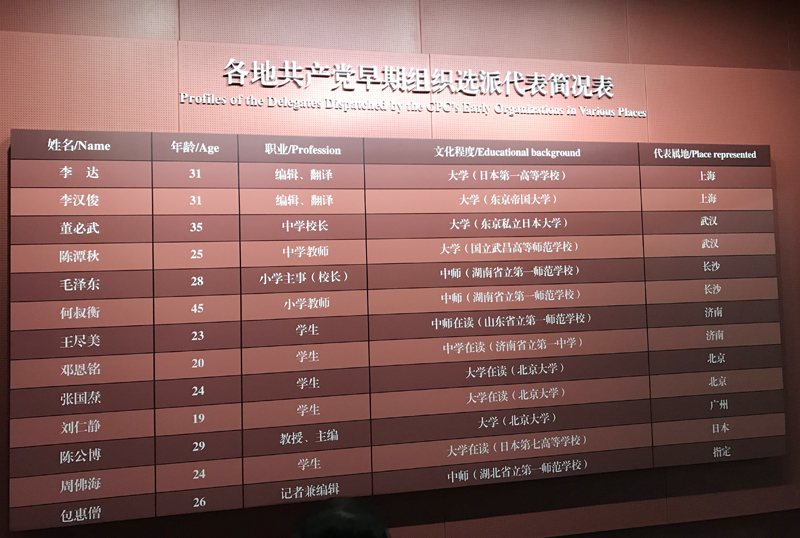 各地共产党早期组织选派代表简况表
Profiles of the Delegates Dispatched by the CPC's Early Organizations in Various Places
姓名/Name 年龄/Age 职业/Profession 文化程度/Educational background 代表属地/Place represented
李 达 31 编辑、翻译 大学（日本第一高等学校） 上海
李汉俊 31 编辑、翻译 大学（东京帝国大学） 上海
董必武 35 中学校长 大学（东京私立日本大学） 武汉
陈潭秋 25 中学教师 大学（国立武昌高等师范学校） 武汉
毛泽东 28 小学主事（校长） 中师（湖南省立第一师范学校） 长沙
何叔衡 45 小学教师 中师（湖南省立第一师范学校） 长沙
王尽美 23 学生 中师在读（山东省立第一师范学校） 济南
邓恩铭 20 学生 中学在读（济南省立第一中学） 济南
张国焘 24 学生 大学在读（北京大学） 北京
刘仁静 19 学生 大学在读（北京大学） 北京
陈公博 29 教授、主编 大学（北京大学） 广州
周佛海 24 学生 大学在读（日本第七高等学校） 日本
包惠僧 26 记者兼编辑 中师（湖北省立第一师范学校） 指定